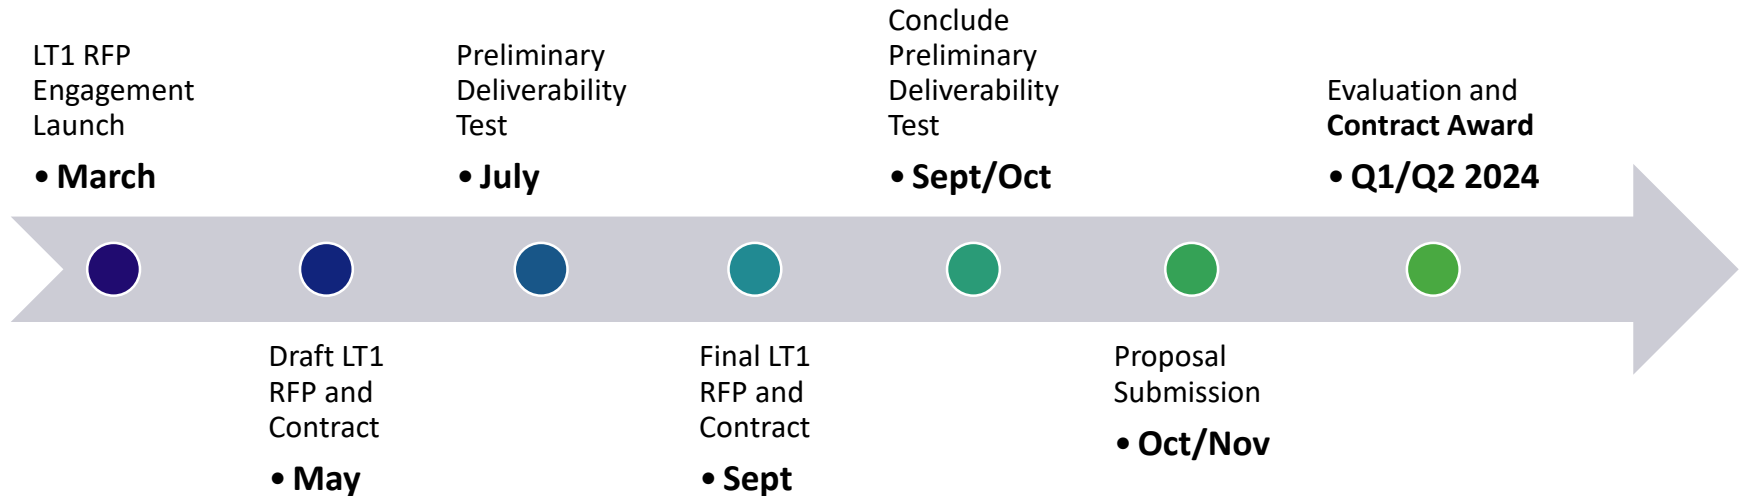 LT1 RFP
Engagement
Launch
• March
Draft LT1
RFP and
Contract
• May
Preliminary
Deliverability
Test
• July
Final LT1
RFP and
Contract
• Sept
Conclude
Preliminary
Deliverability
Test
• Sept/Oct
Proposal
Submission
• Oct/Nov
Evaluation and
Contract Award
• Q1/Q2 2024